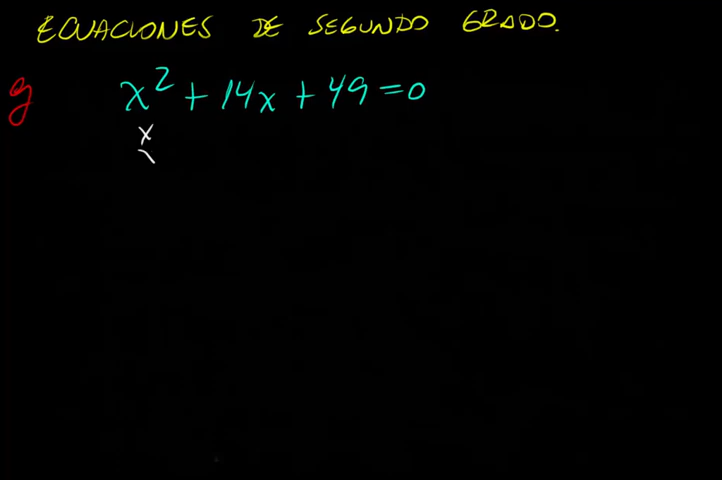 ECUACIONES DE SEGUNDO GRADO.
g x² + 14x + 49 = 0
x